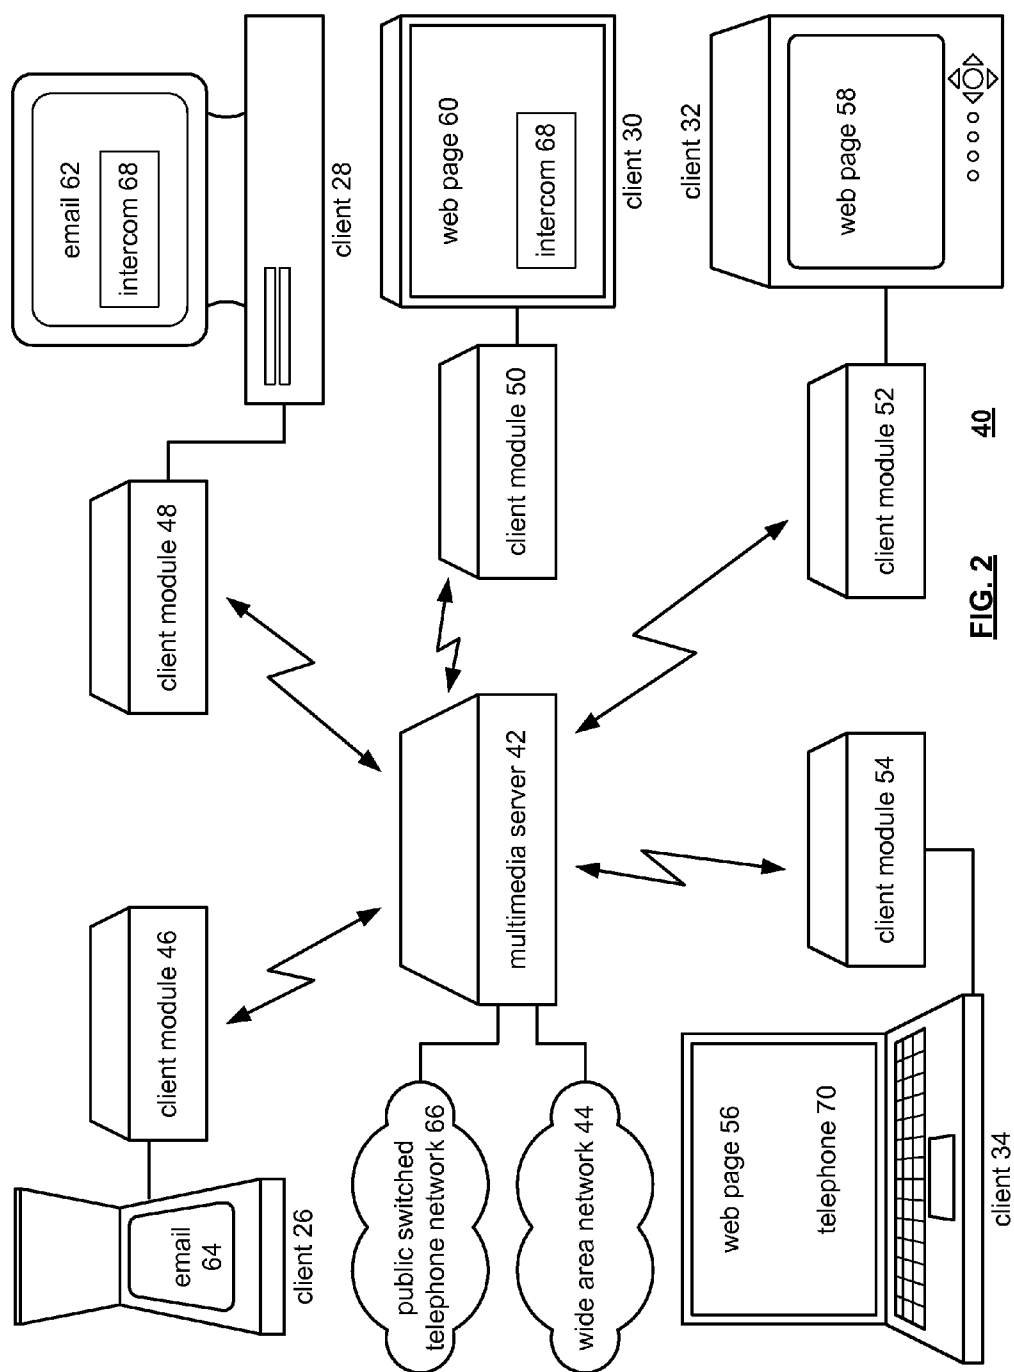 email
64
client 26
client module 46
client module 48
email 62
intercom 68
client 28
public switched
telephone network 66
wide area network 44
multimedia server 42
client module 50
web page 60
intercom 68
client 30
web page 56
telephone 70
client 34
client module 54
client module 52
client 32
web page 58
FIG. 2
40